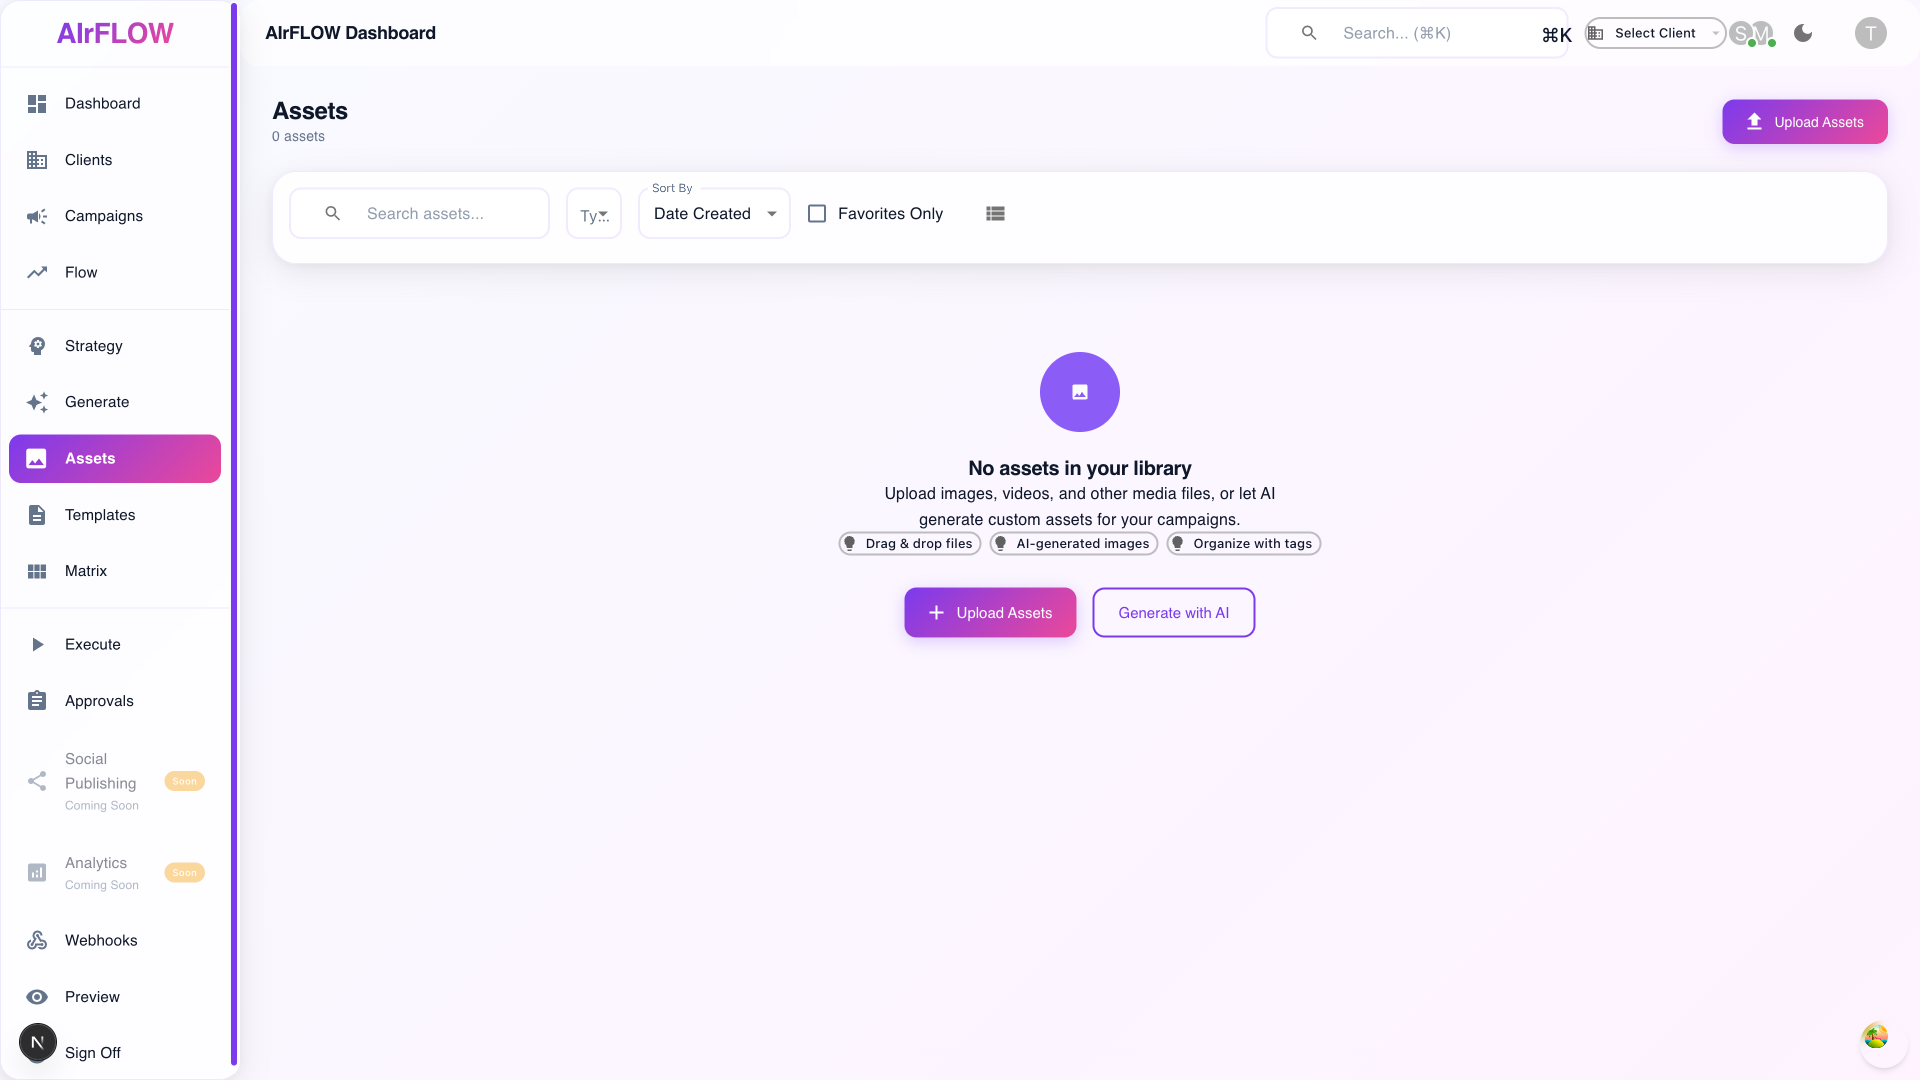 AIrFLOW
Dashboard
Clients
Campaigns
Flow
Strategy
Generate
Assets
Templates
Matrix
Execute
Approvals
Social
Publishing
Coming Soon
Soon
Analytics
Coming Soon
Soon
Webhooks
Preview
N
Sign Off
AIrFLOW Dashboard
Search... (⌘K)
⌘K
Select Client
S
M
T
Assets
0 assets
Upload Assets
Search assets...
Ty...
Sort By
Date Created
Favorites Only
No assets in your library
Upload images, videos, and other media files, or let AI
generate custom assets for your campaigns.
Drag & drop files
AI-generated images
Organize with tags
Upload Assets
Generate with AI